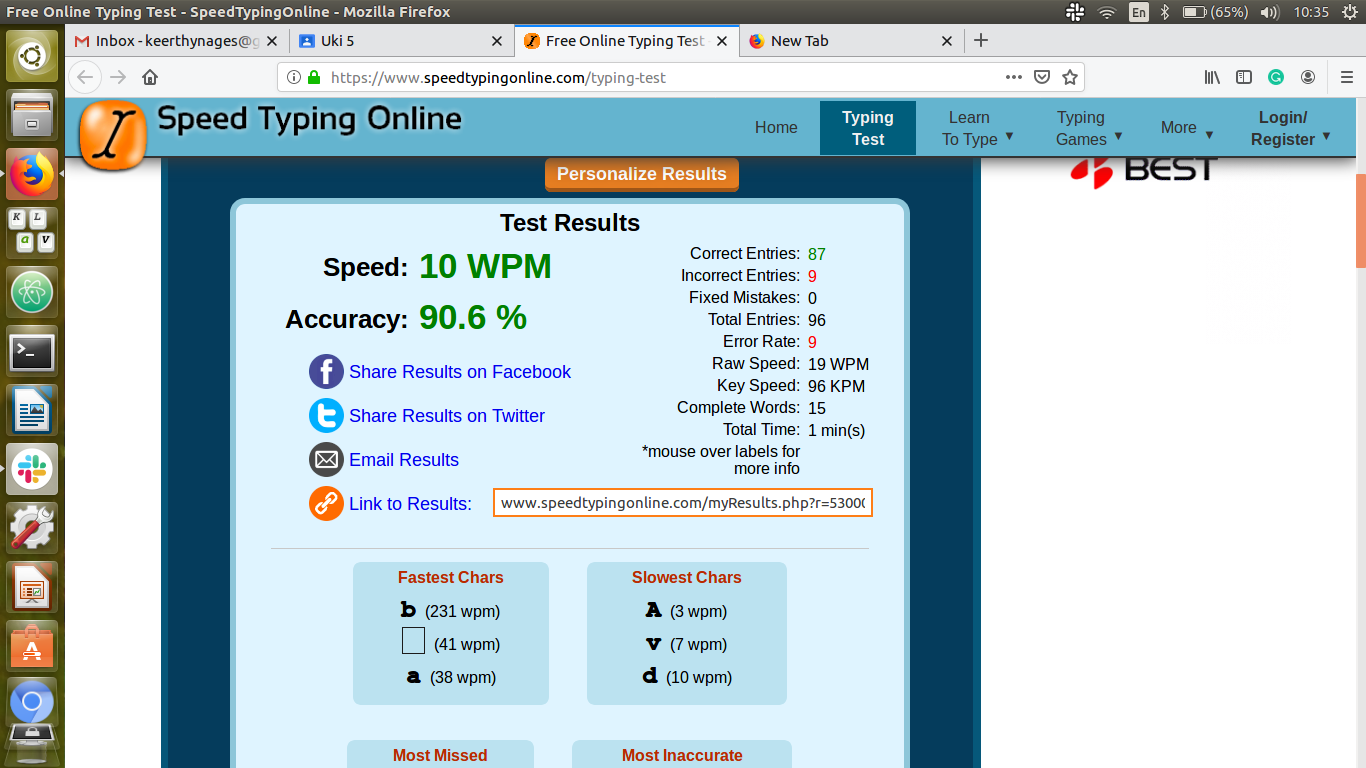 Free Online Typing Test - SpeedTypingOnline - Mozilla Firefox
En
(65%)
10:35
Inbox - keerthynages@g
Uki 5
Free Online Typing Test
New Tab
https://www.speedtypingonline.com/typing-test
Speed Typing Online
Home
Typing
Test
Learn
To Type
Typing
Games
More
Login/
Register
BEST
Personalize Results
Test Results
Speed: 10 WPM
Accuracy: 90.6 %
Share Results on Facebook
Share Results on Twitter
Email Results
Link to Results: www.speedtypingonline.com/myResults.php?r=5300
Correct Entries: 87
Incorrect Entries: 9
Fixed Mistakes: 0
Total Entries: 96
Error Rate: 9
Raw Speed: 19 WPM
Key Speed: 96 KPM
Complete Words: 15
Total Time: 1 min(s)
*mouse over labels for
more info
Fastest Chars
b (231 wpm)
(41 wpm)
a (38 wpm)
Slowest Chars
A (3 wpm)
v (7 wpm)
d (10 wpm)
Most Missed
Most Inaccurate
K L
a v